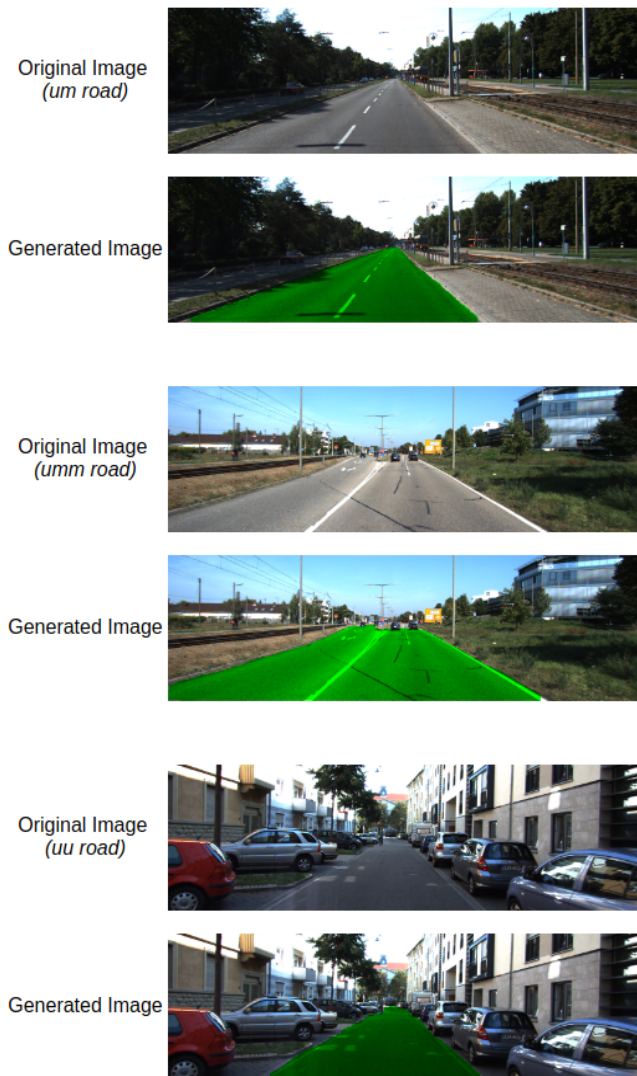 Original Image
(um road)
Generated Image
Original Image
(umm road)
Generated Image
Original Image
(uu road)
Generated Image